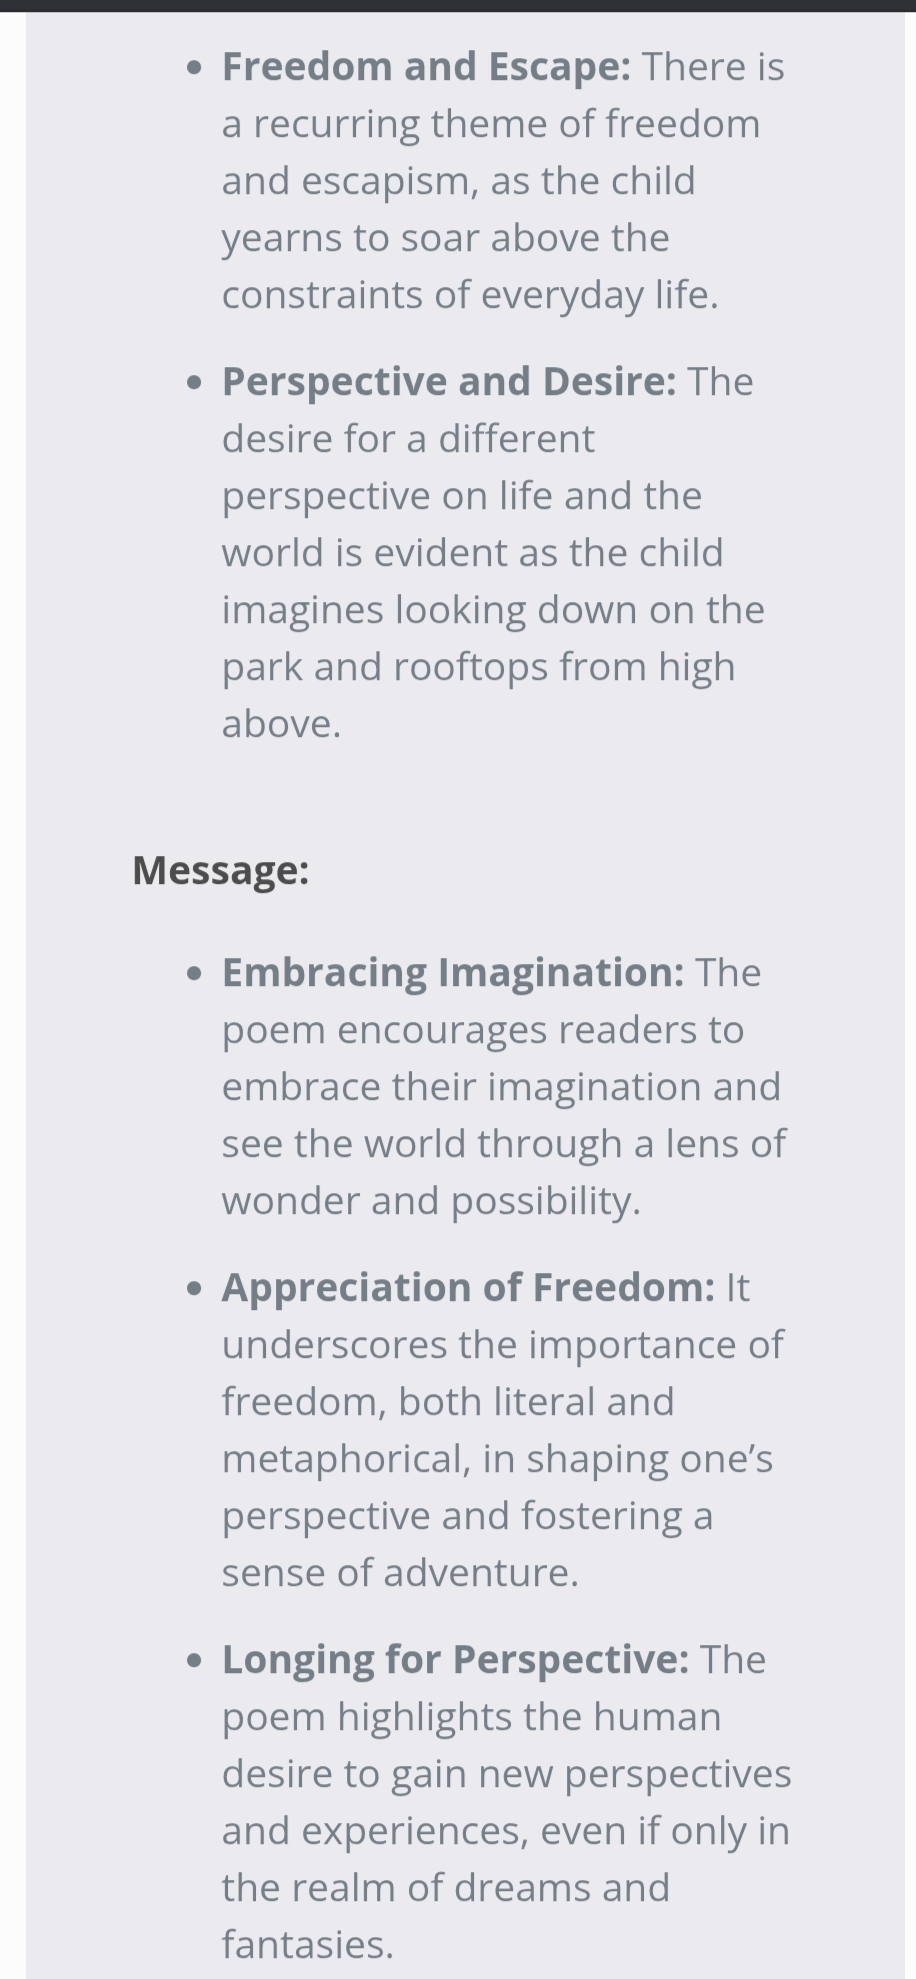 • Freedom and Escape: There is
a recurring theme of freedom
and escapism, as the child
yearns to soar above the
constraints of everyday life.
• Perspective and Desire: The
desire for a different
perspective on life and the
world is evident as the child
imagines looking down on the
park and rooftops from high
above.
Message:
• Embracing Imagination: The
poem encourages readers to
embrace their imagination and
see the world through a lens of
wonder and possibility.
• Appreciation of Freedom: It
underscores the importance of
freedom, both literal and
metaphorical, in shaping one’s
perspective and fostering a
sense of adventure.
• Longing for Perspective: The
poem highlights the human
desire to gain new perspectives
and experiences, even if only in
the realm of dreams and
fantasies.